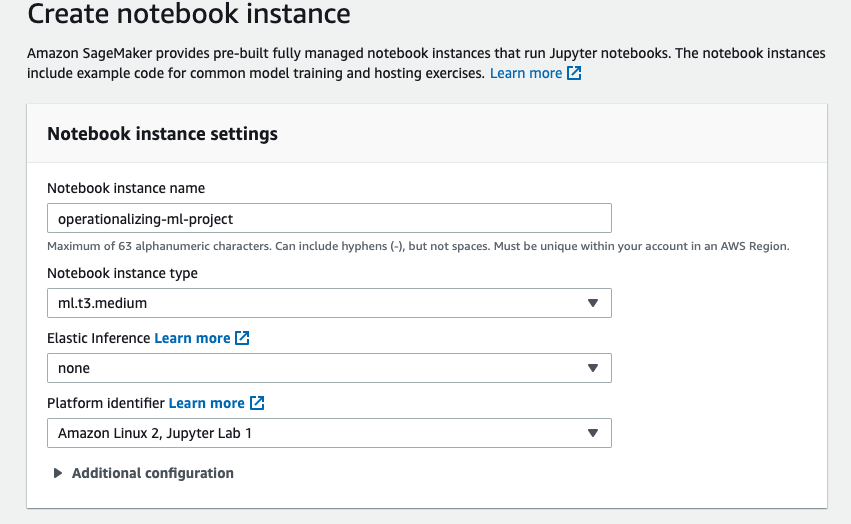 Create notebook instance
Amazon SageMaker provides pre-built fully managed notebook instances that run Jupyter notebooks. The notebook instances
include example code for common model training and hosting exercises. Learn more
Notebook instance settings
Notebook instance name
operationalizing-ml-project
Maximum of 63 alphanumeric characters. Can include hyphens (-), but not spaces. Must be unique within your account in an AWS Region.
Notebook instance type
ml.t3.medium
Elastic Inference Learn more
none
Platform identifier Learn more
Amazon Linux 2, Jupyter Lab 1
Additional configuration